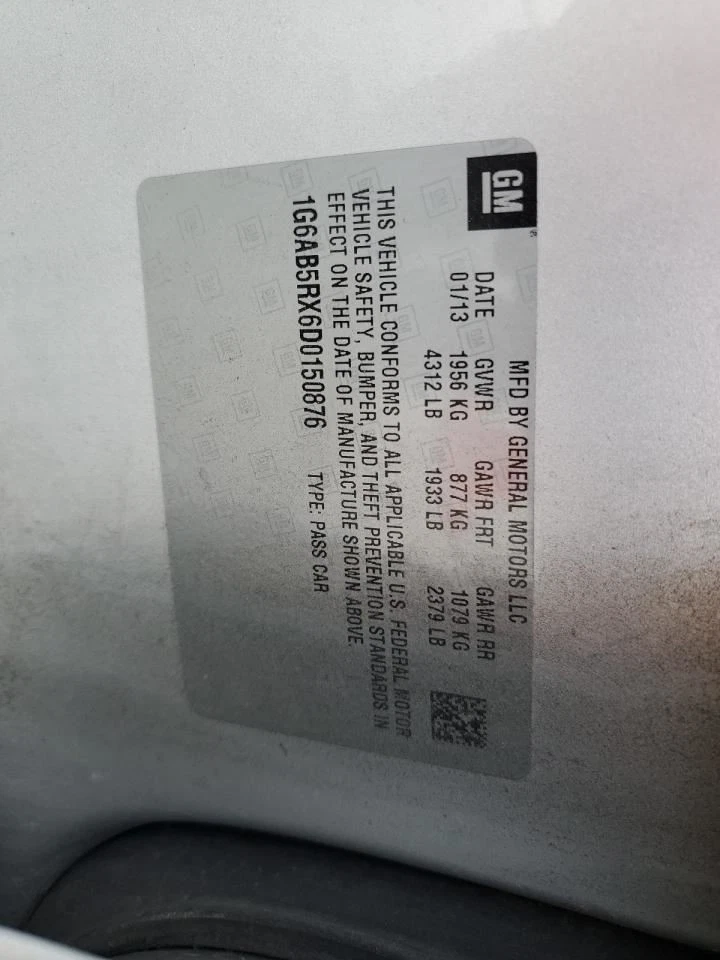 GM
MFD BY GENERAL MOTORS LLC
DATE GVWR GAWR FRT GAWR RR
01/13 1956 KG 877 KG 1079 KG
4312 LB 1933 LB 2379 LB
THIS VEHICLE CONFORMS TO ALL APPLICABLE U.S. FEDERAL MOTOR
VEHICLE SAFETY, BUMPER, AND THEFT PREVENTION STANDARDS IN
EFFECT ON THE DATE OF MANUFACTURE SHOWN ABOVE.
1G6AB5RX6D0150876 TYPE: PASS CAR